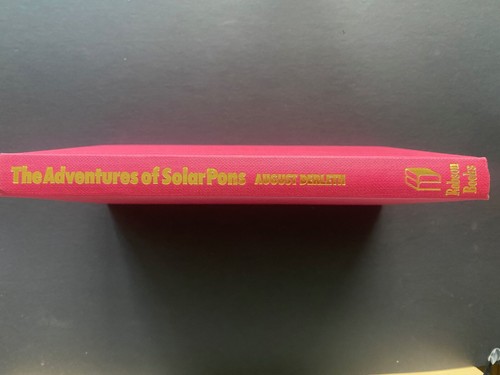 The Adventures of Solar Pons AUGUST DERLETH
Robson
Books